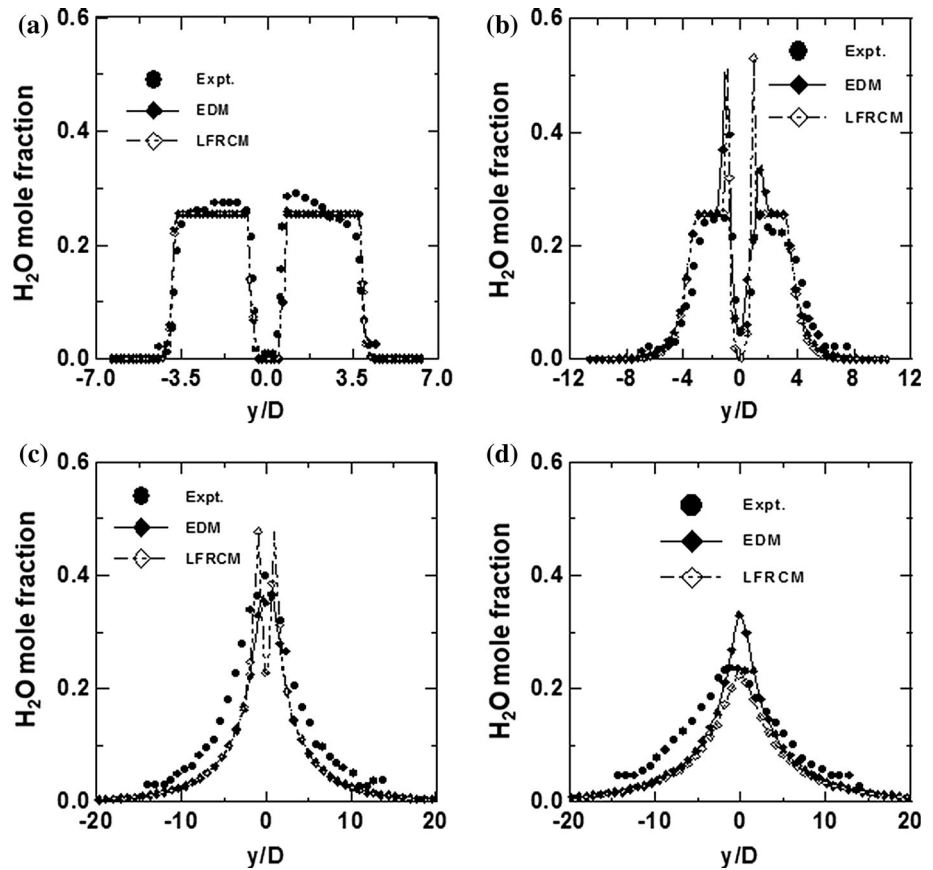 (a)
0.6
0.4
0.2
0.0
H₂O mole fraction
Expt.
EDM
LFRCM
-7.0 -3.5 0.0 3.5 7.0
y/D
(b)
0.6
0.4
0.2
0.0
H₂O mole fraction
Expt.
EDM
LFRCM
-12 -8 -4 0 4 8 12
y/D
(c)
0.6
0.4
0.2
0.0
H₂O mole fraction
Expt.
EDM
LFRCM
-20 -10 0 10 20
y/D
(d)
0.6
0.4
0.2
0.0
H₂O mole fraction
Expt.
EDM
LFRCM
-20 -10 0 10 20
y/D